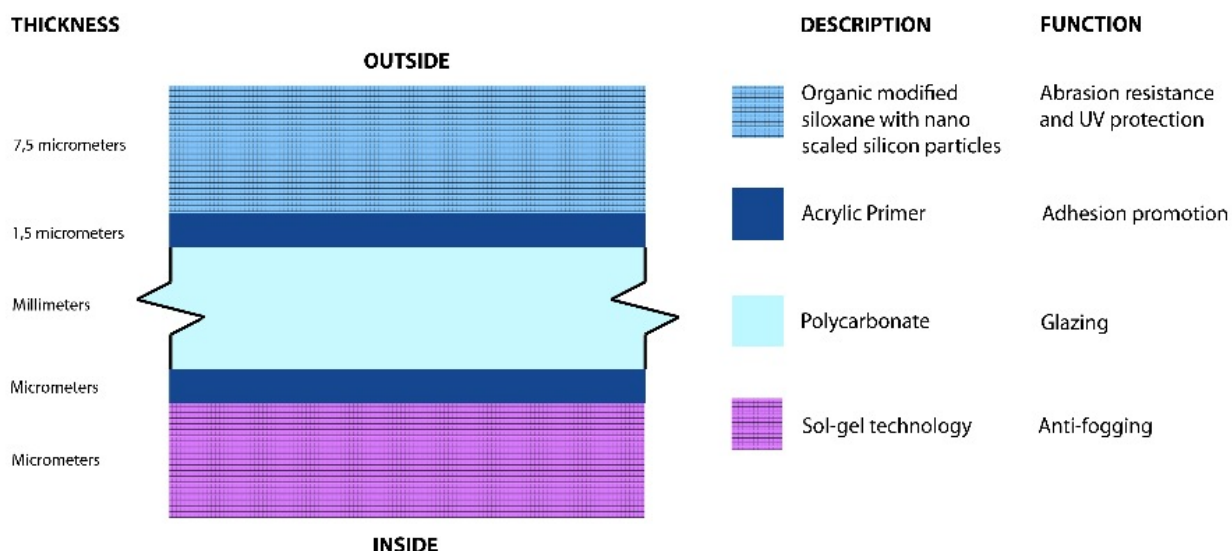 THICKNESS
DESCRIPTION
FUNCTION
OUTSIDE
7,5 micrometers
1,5 micrometers
Millimeters
Micrometers
Micrometers
INSIDE
Organic modified
siloxane with nano
scaled silicon particles
Abrasion resistance
and UV protection
Acrylic Primer
Adhesion promotion
Polycarbonate
Glazing
Sol-gel technology
Anti-fogging